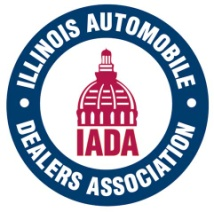 ILLINOIS AUTOMOBILE
IADA
DEALERS ASSOCIATION